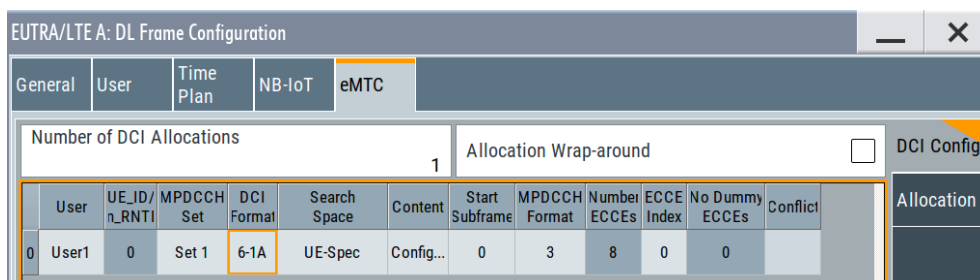 EUTRA/LTE A: DL Frame Configuration
General User Time Plan NB-IoT eMTC
Number of DCI Allocations 1
Allocation Wrap-around
DCI Config
Allocation
User UE_ID/ n_RNTI MPDCCH Set DCI Format Search Space Content Start Subframe MPDCCH Format Number ECCEs ECCE Index No Dummy ECCEs Conflict
0 User1 0 Set 1 6-1A UE-Spec Config... 0 3 8 0 0